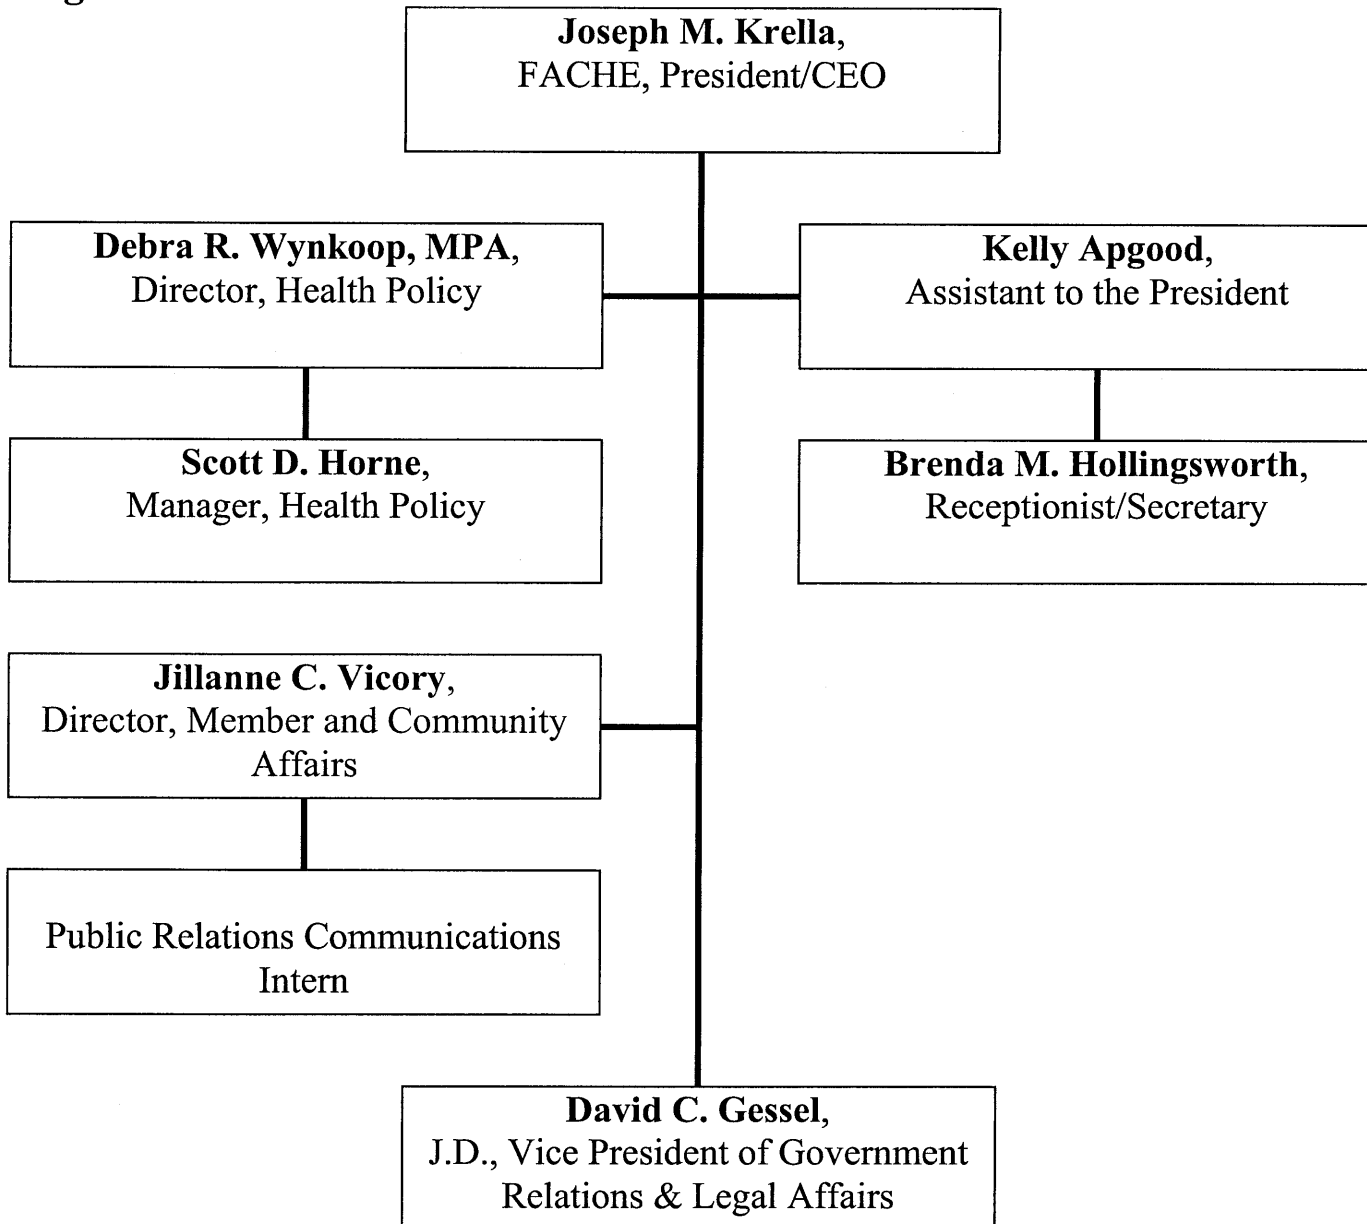 Joseph M. Krella,
FACHE, President/CEO
Debra R. Wynkoop, MPA,
Director, Health Policy
Kelly Apgood,
Assistant to the President
Scott D. Horne,
Manager, Health Policy
Brenda M. Hollingsworth,
Receptionist/Secretary
Jillanne C. Vicory,
Director, Member and Community
Affairs
Public Relations Communications
Intern
David C. Gessel,
J.D., Vice President of Government
Relations & Legal Affairs